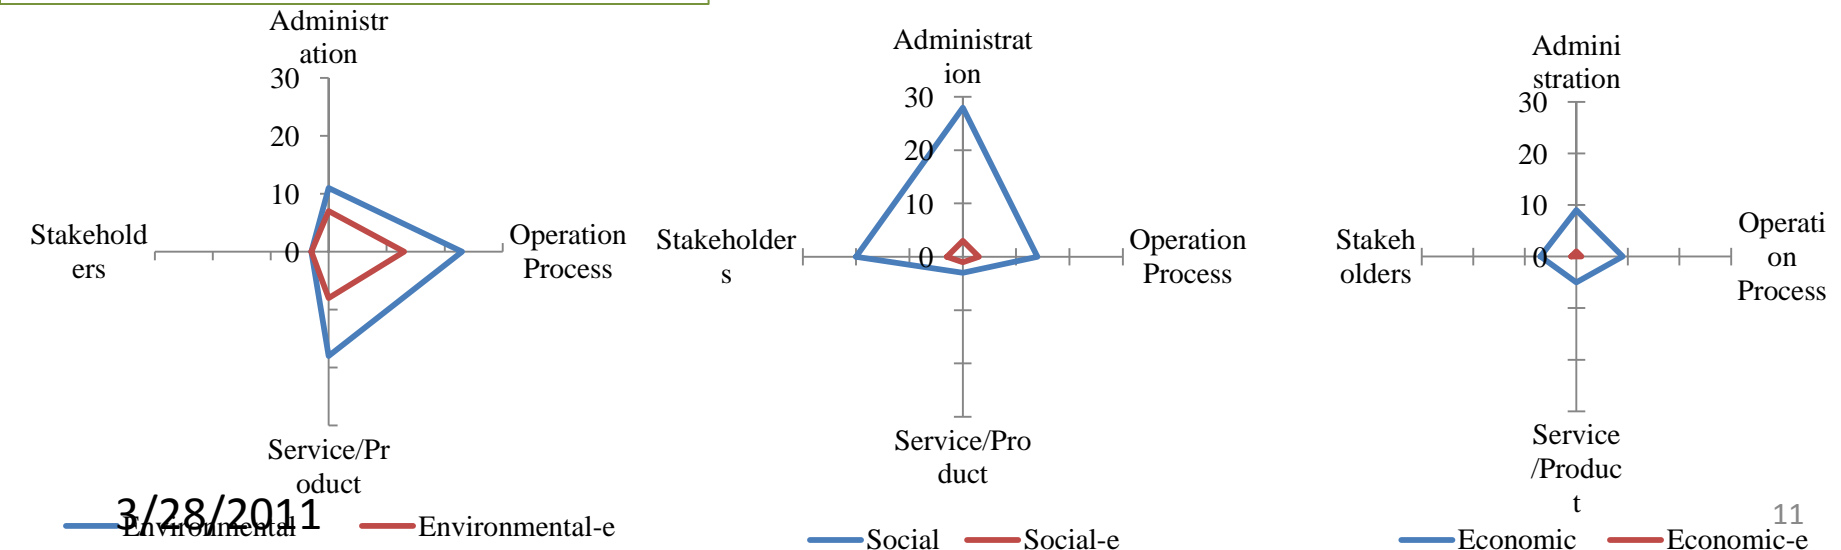 Administr
ation
30
20
10
0
Stakehold
ers
Operation
Process
Service/Pr
oduct
Environmental
Environmental-e
Administrat
ion
30
20
10
0
Stakeholder
s
Operation
Process
Service/Pro
duct
Social
Social-e
Admini
stration
30
20
10
0
Stakeh
olders
Operati
on
Process
Service
/Produc
t
Economic
Economic-e
3/28/2011
11